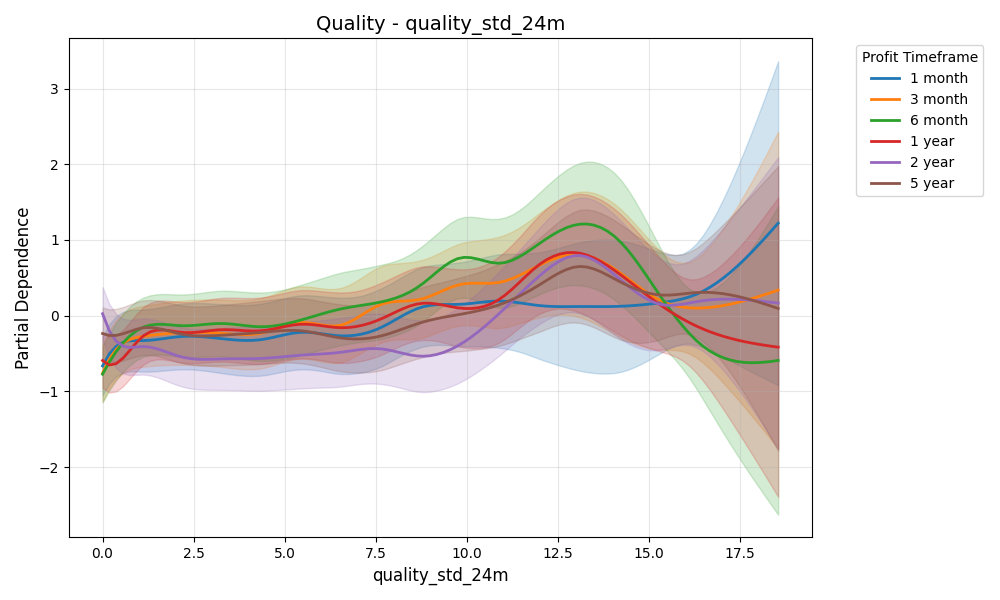 Quality - quality_std_24m
Profit Timeframe
1 month
3 month
6 month
1 year
2 year
5 year
Partial Dependence
3
2
1
0
−1
−2
0.0 2.5 5.0 7.5 10.0 12.5 15.0 17.5
quality_std_24m